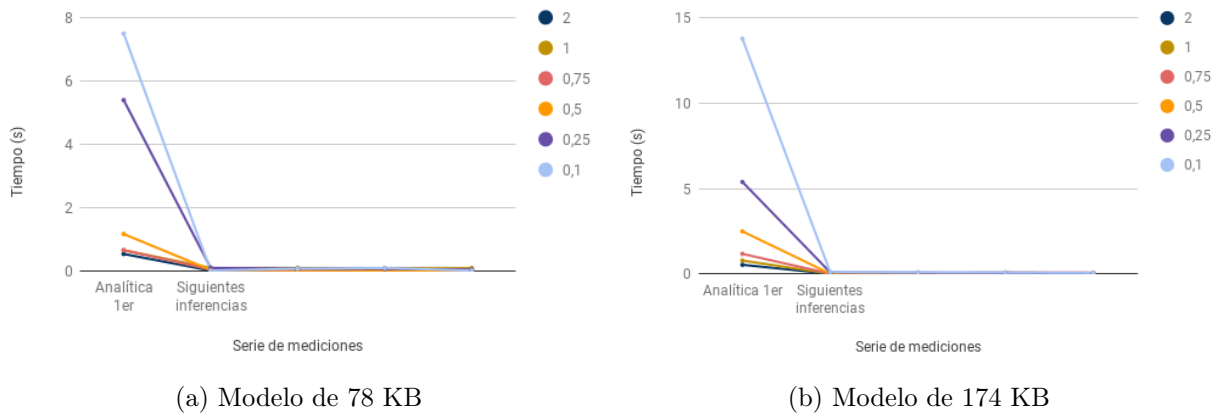 8
6
4
2
0
Tiempo (s)
Analítica
1er
Siguientes
inferencias
Serie de mediciones
2
1
0,75
0,5
0,25
0,1
(a) Modelo de 78 KB
15
10
5
0
Tiempo (s)
Analítica 1er
Siguientes
inferencias
Serie de mediciones
2
1
0,75
0,5
0,25
0,1
(b) Modelo de 174 KB